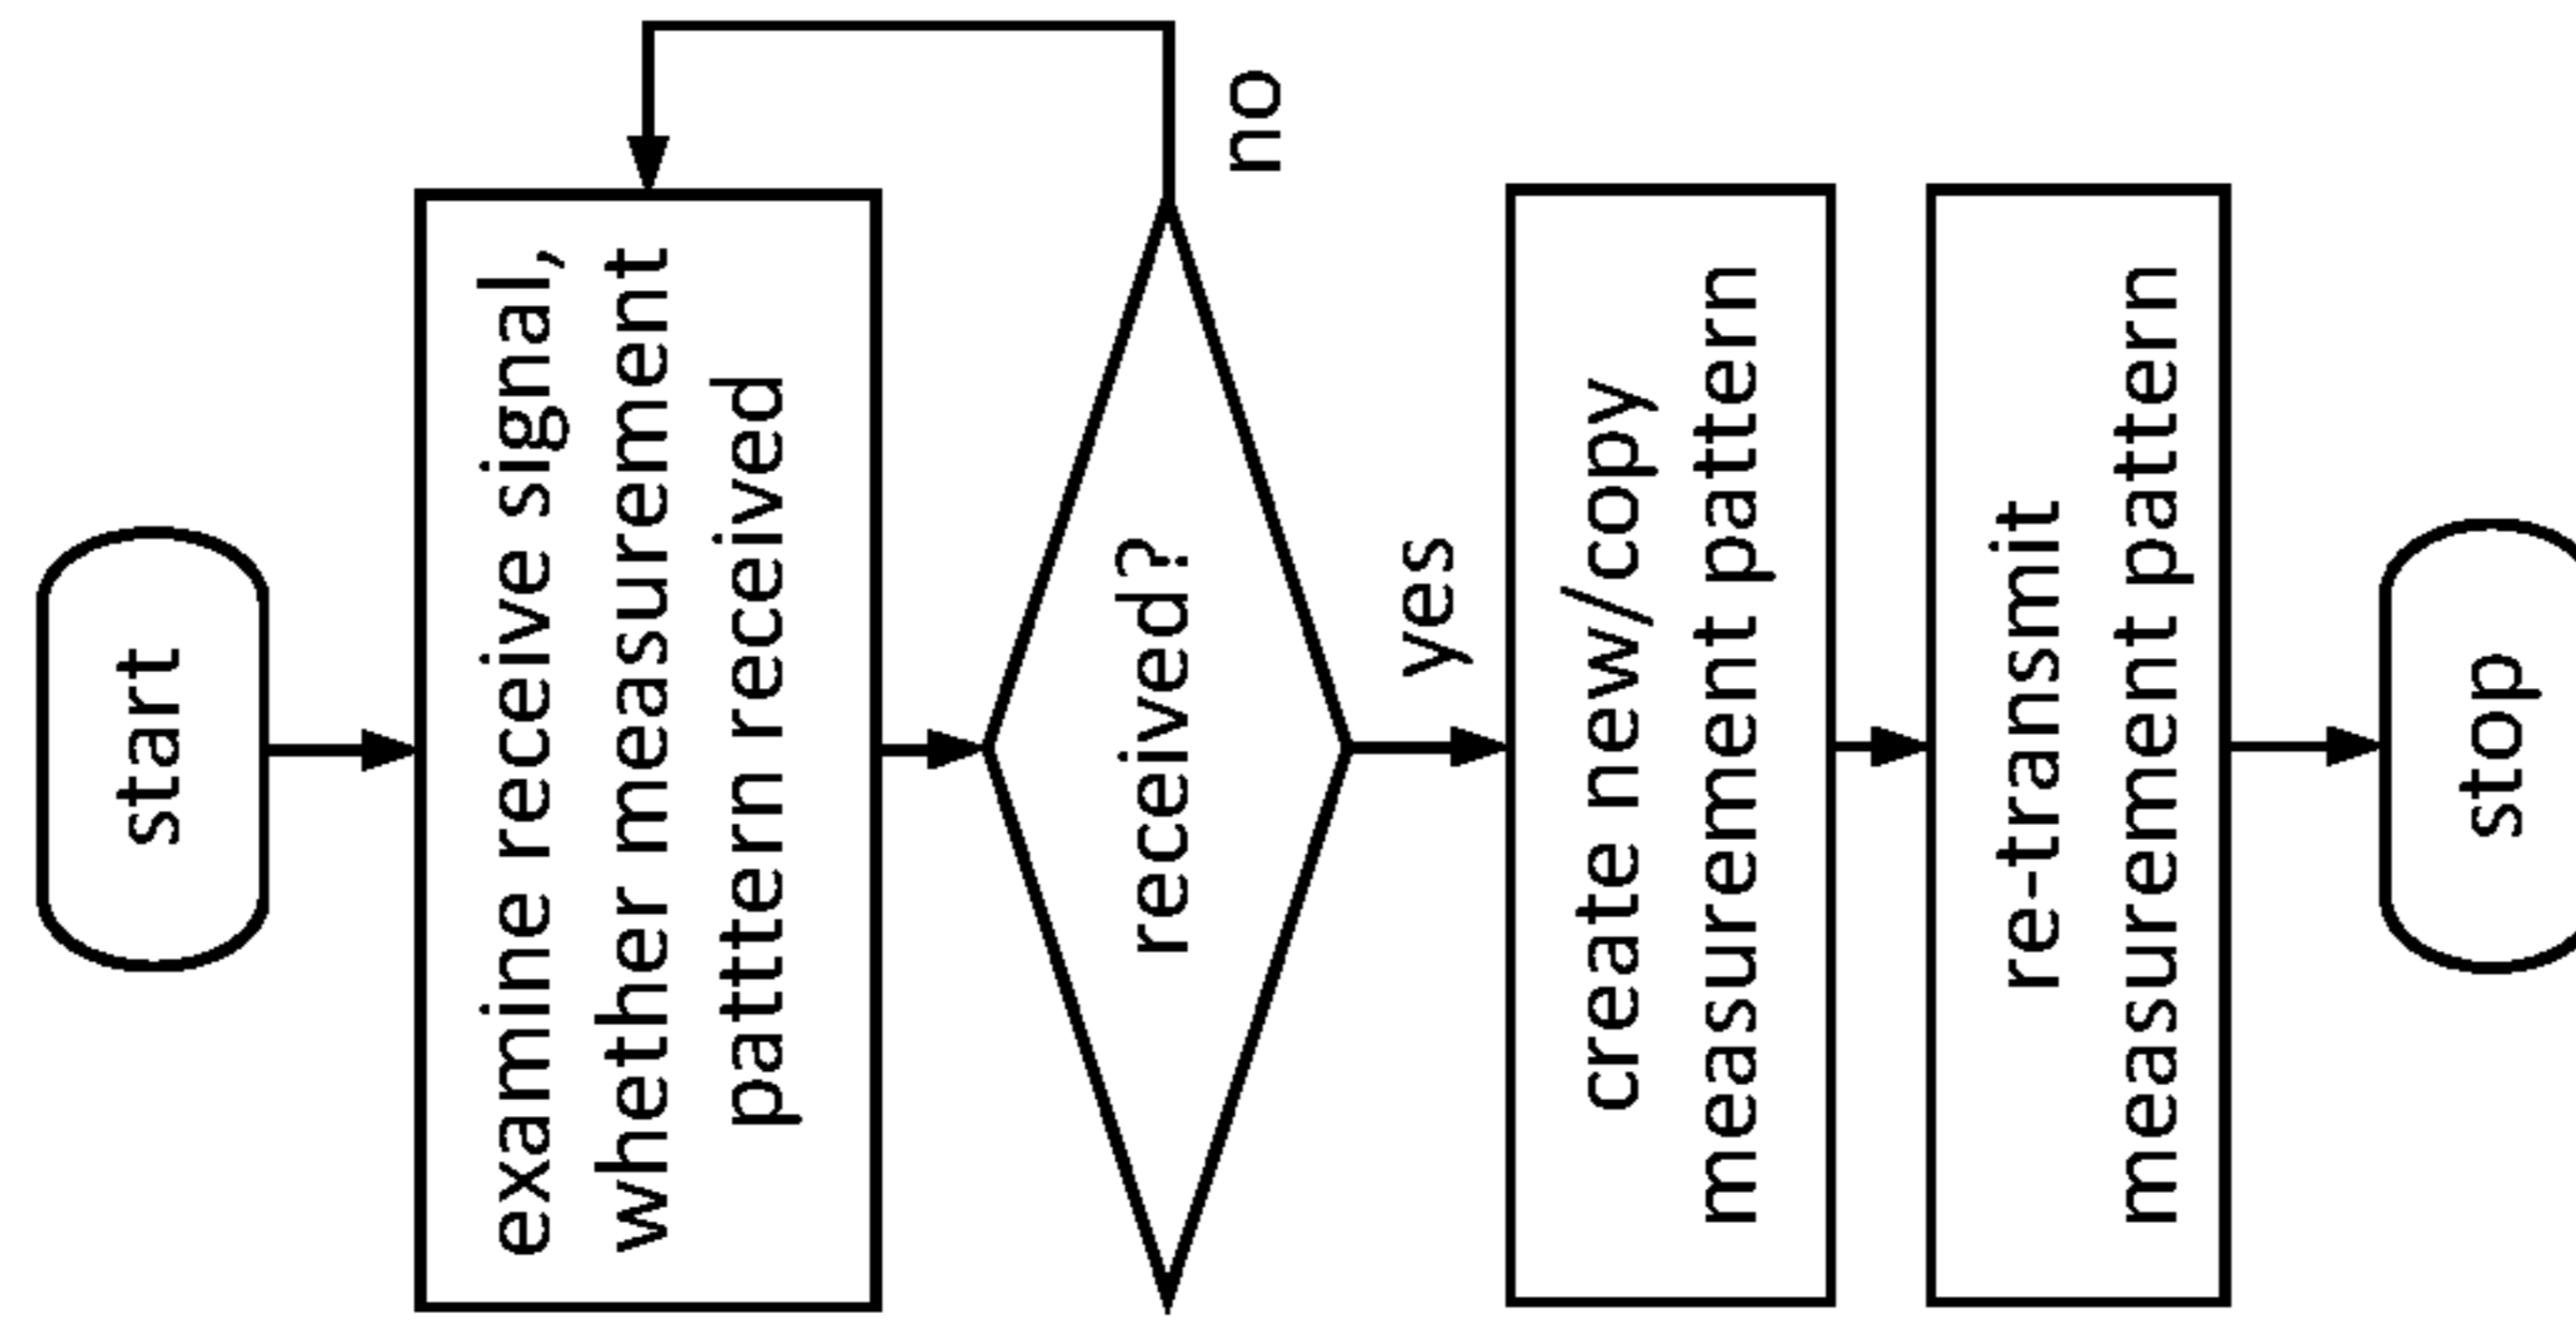 start
examine receive signal,
whether measurement
patttern received
no
received?
yes
create new/copy
measurement pattern
re-transmit
measurement pattern
stop